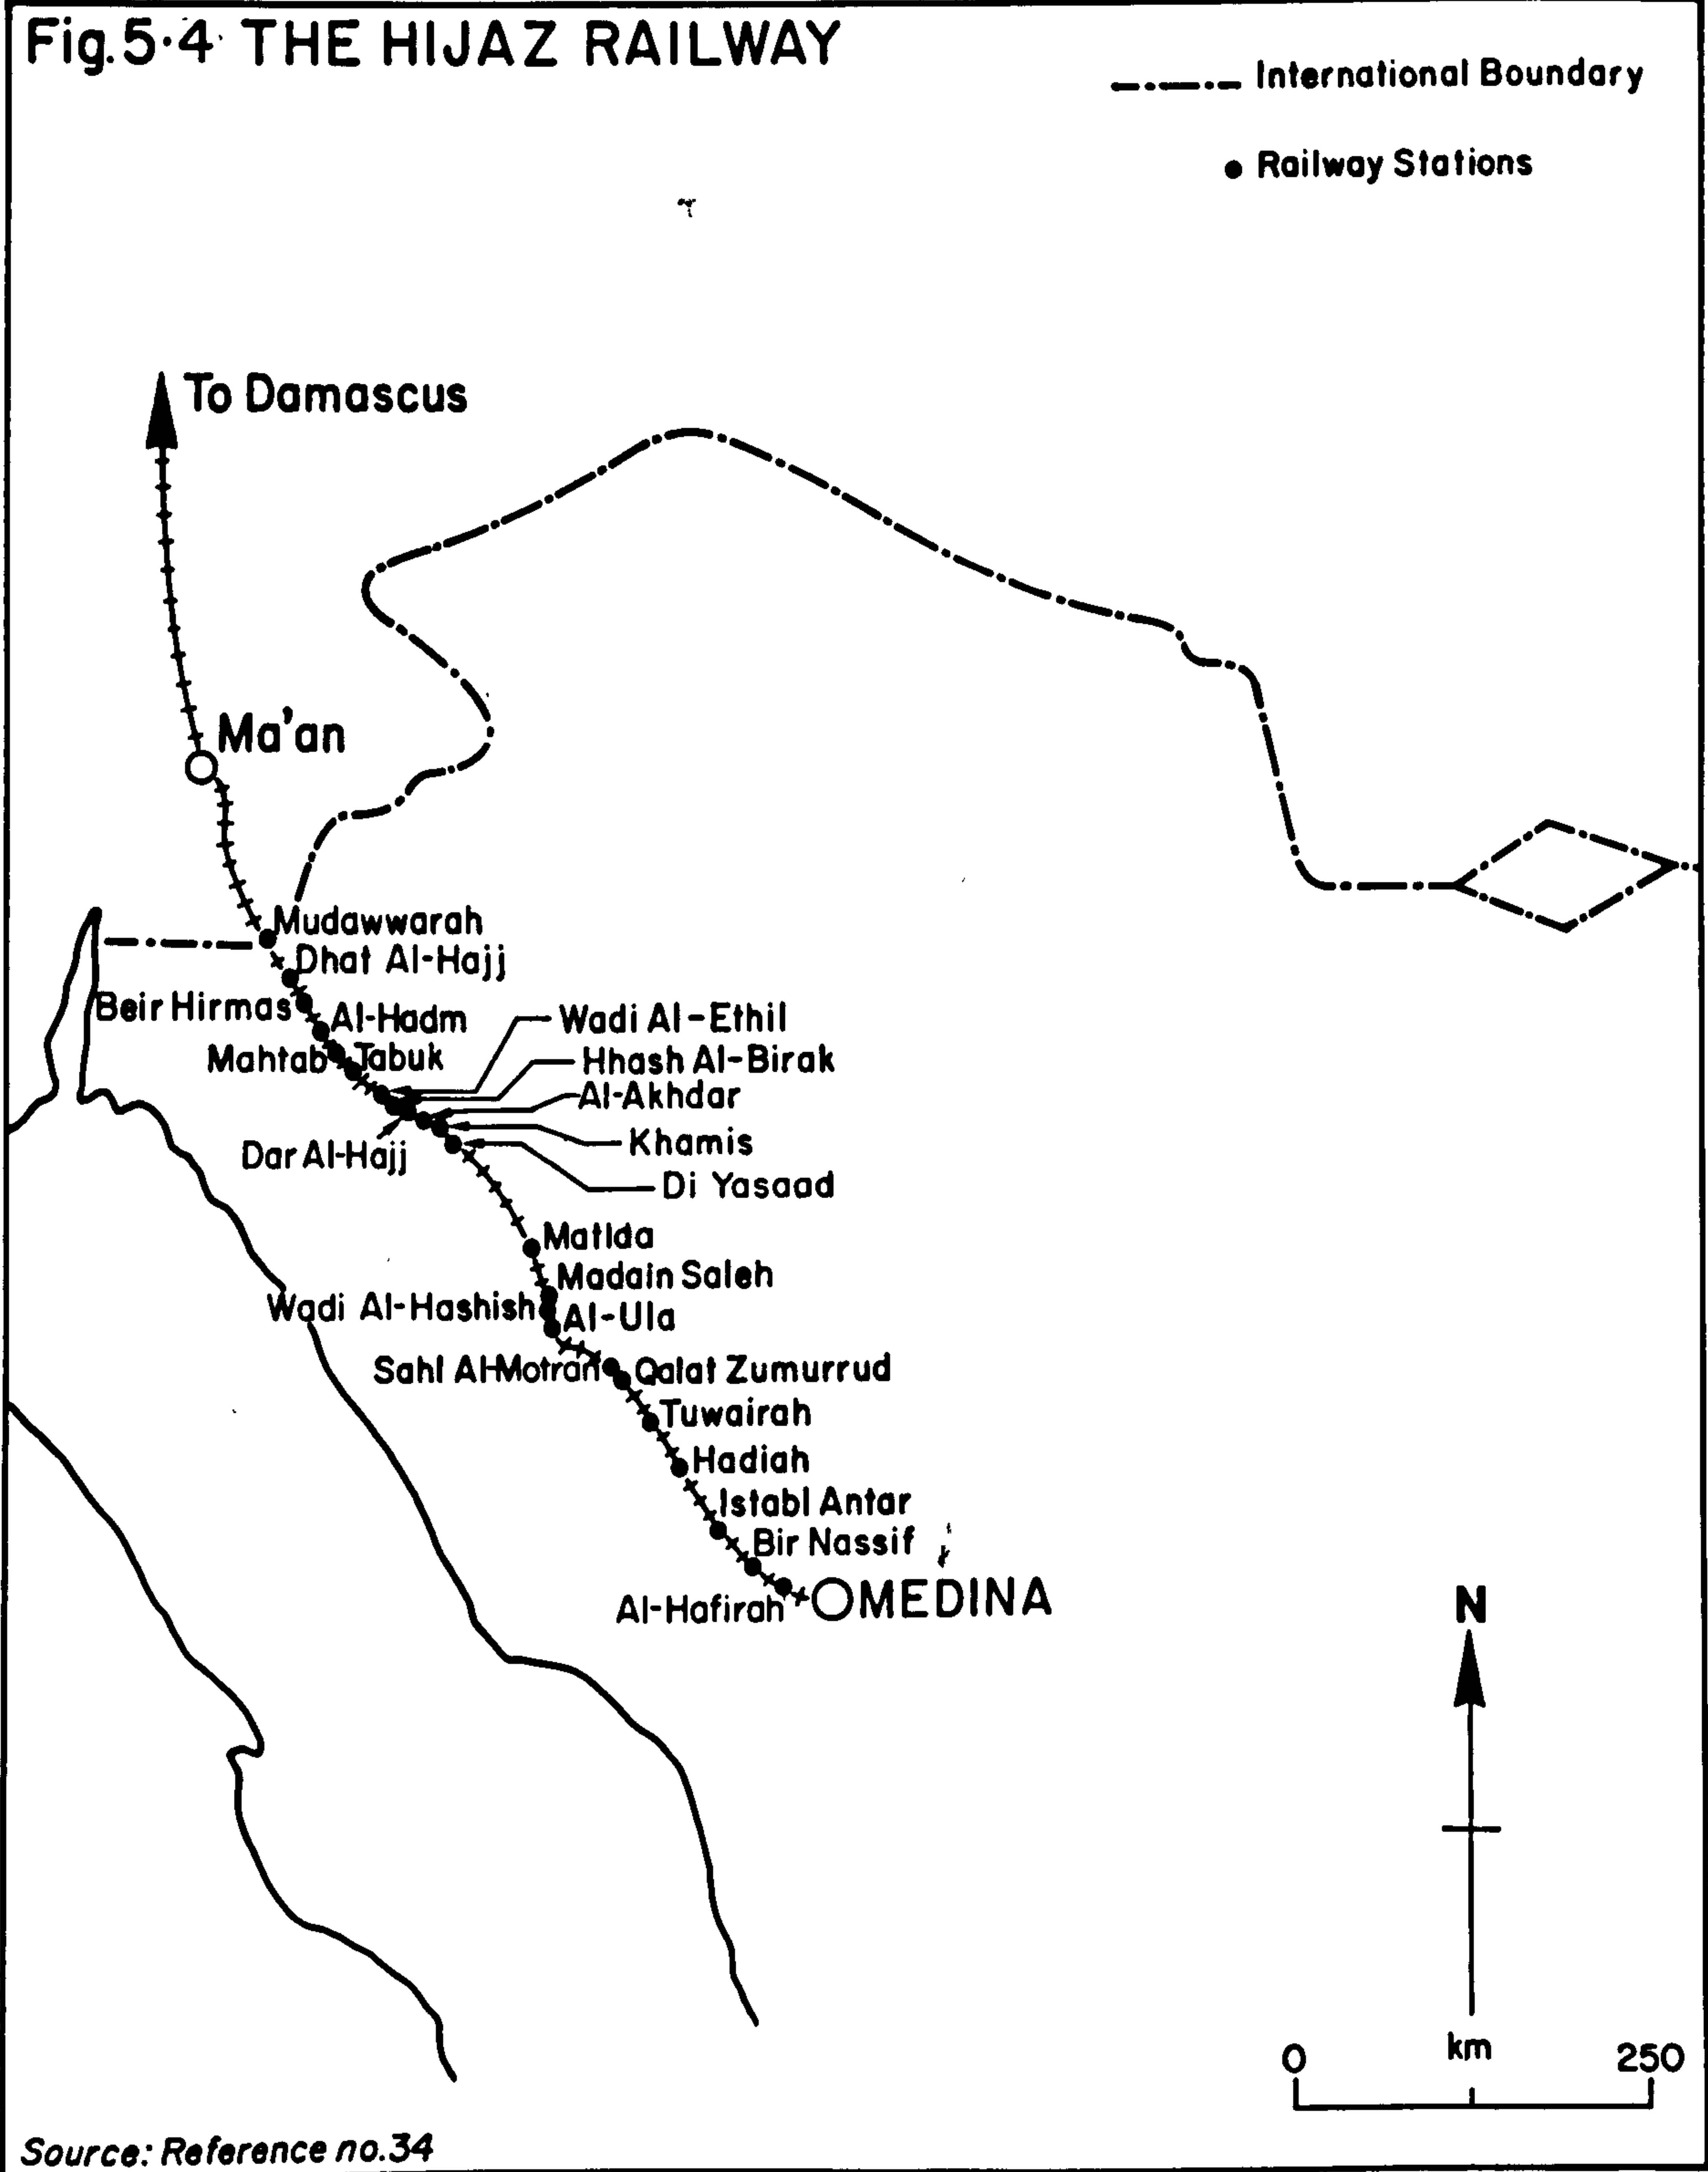 Fig.5·4 THE HIJAZ RAILWAY
International Boundary
Railway Stations
To Damascus
Ma'an
Mudawwarah
Dhat Al-Hajj
Beir Hirmas
Al-Hadm
Mahtab
Tabuk
Wadi Al-Ethil
Hhash Al-Birak
Al-Akhdar
Dar Al-Hajj
Khamis
Di Yasaad
Matlda
Madain Saleh
Wadi Al-Hashish
Al-Ula
Sahl Al-Motran
Qalat Zumurrud
Tuwairah
Hadiah
Istabl Antar
Bir Nassif
Al-Hafirah
MEDINA
N
0 km 250
Source: Reference no.34